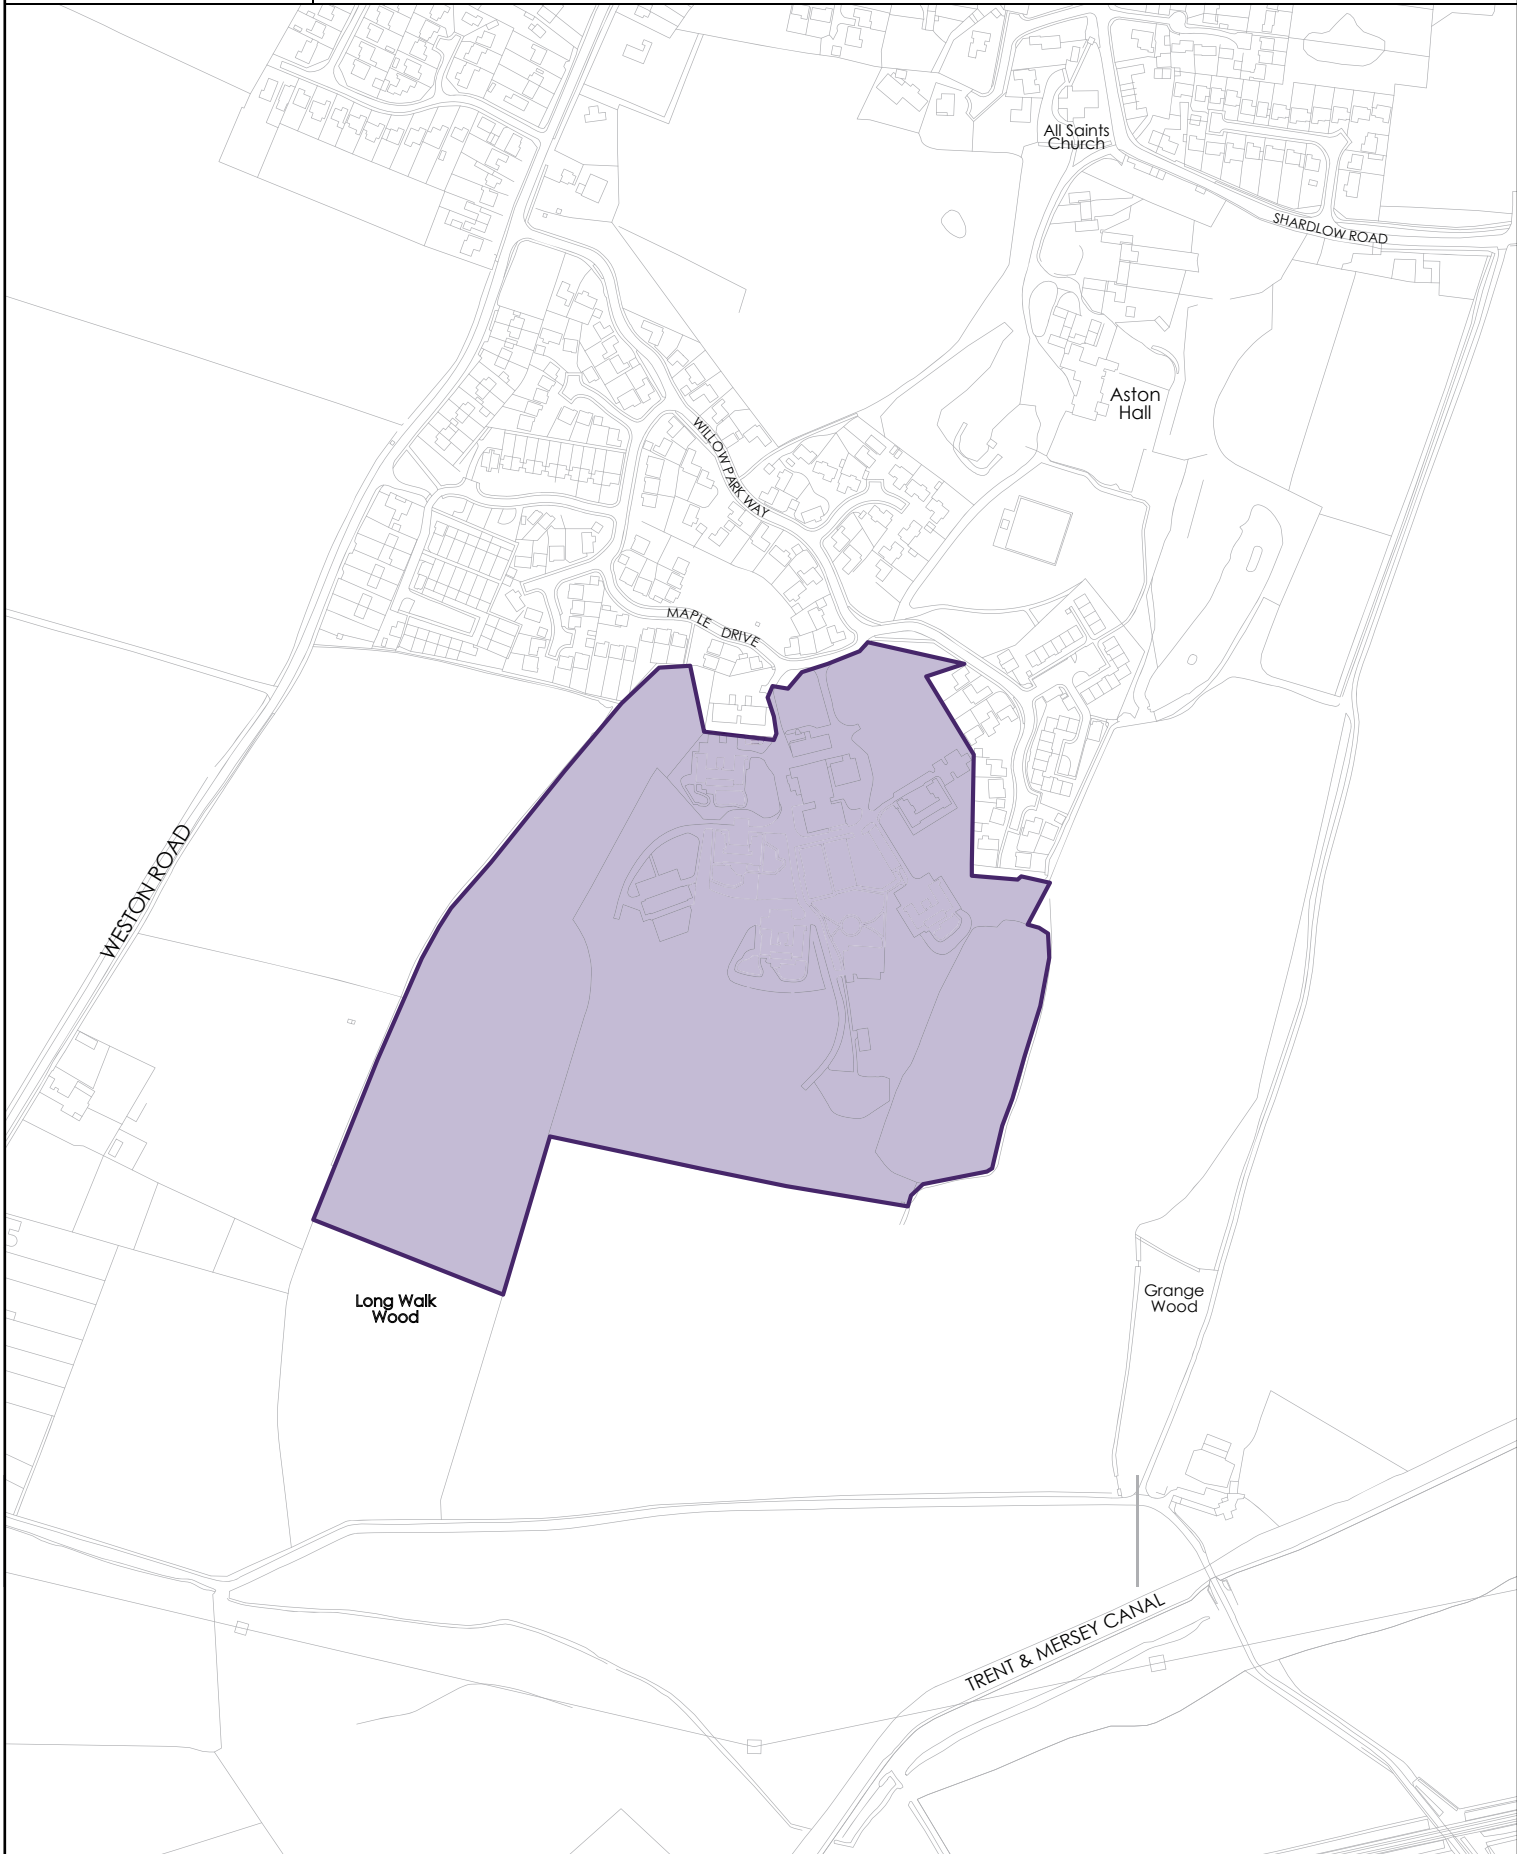 All Saints
Church
SHARDLOW ROAD
Aston
Hall
WILLOW PARK WAY
MAPLE DRIVE
WESTON ROAD
Long Walk
Wood
Grange
Wood
TRENT & MERSEY CANAL